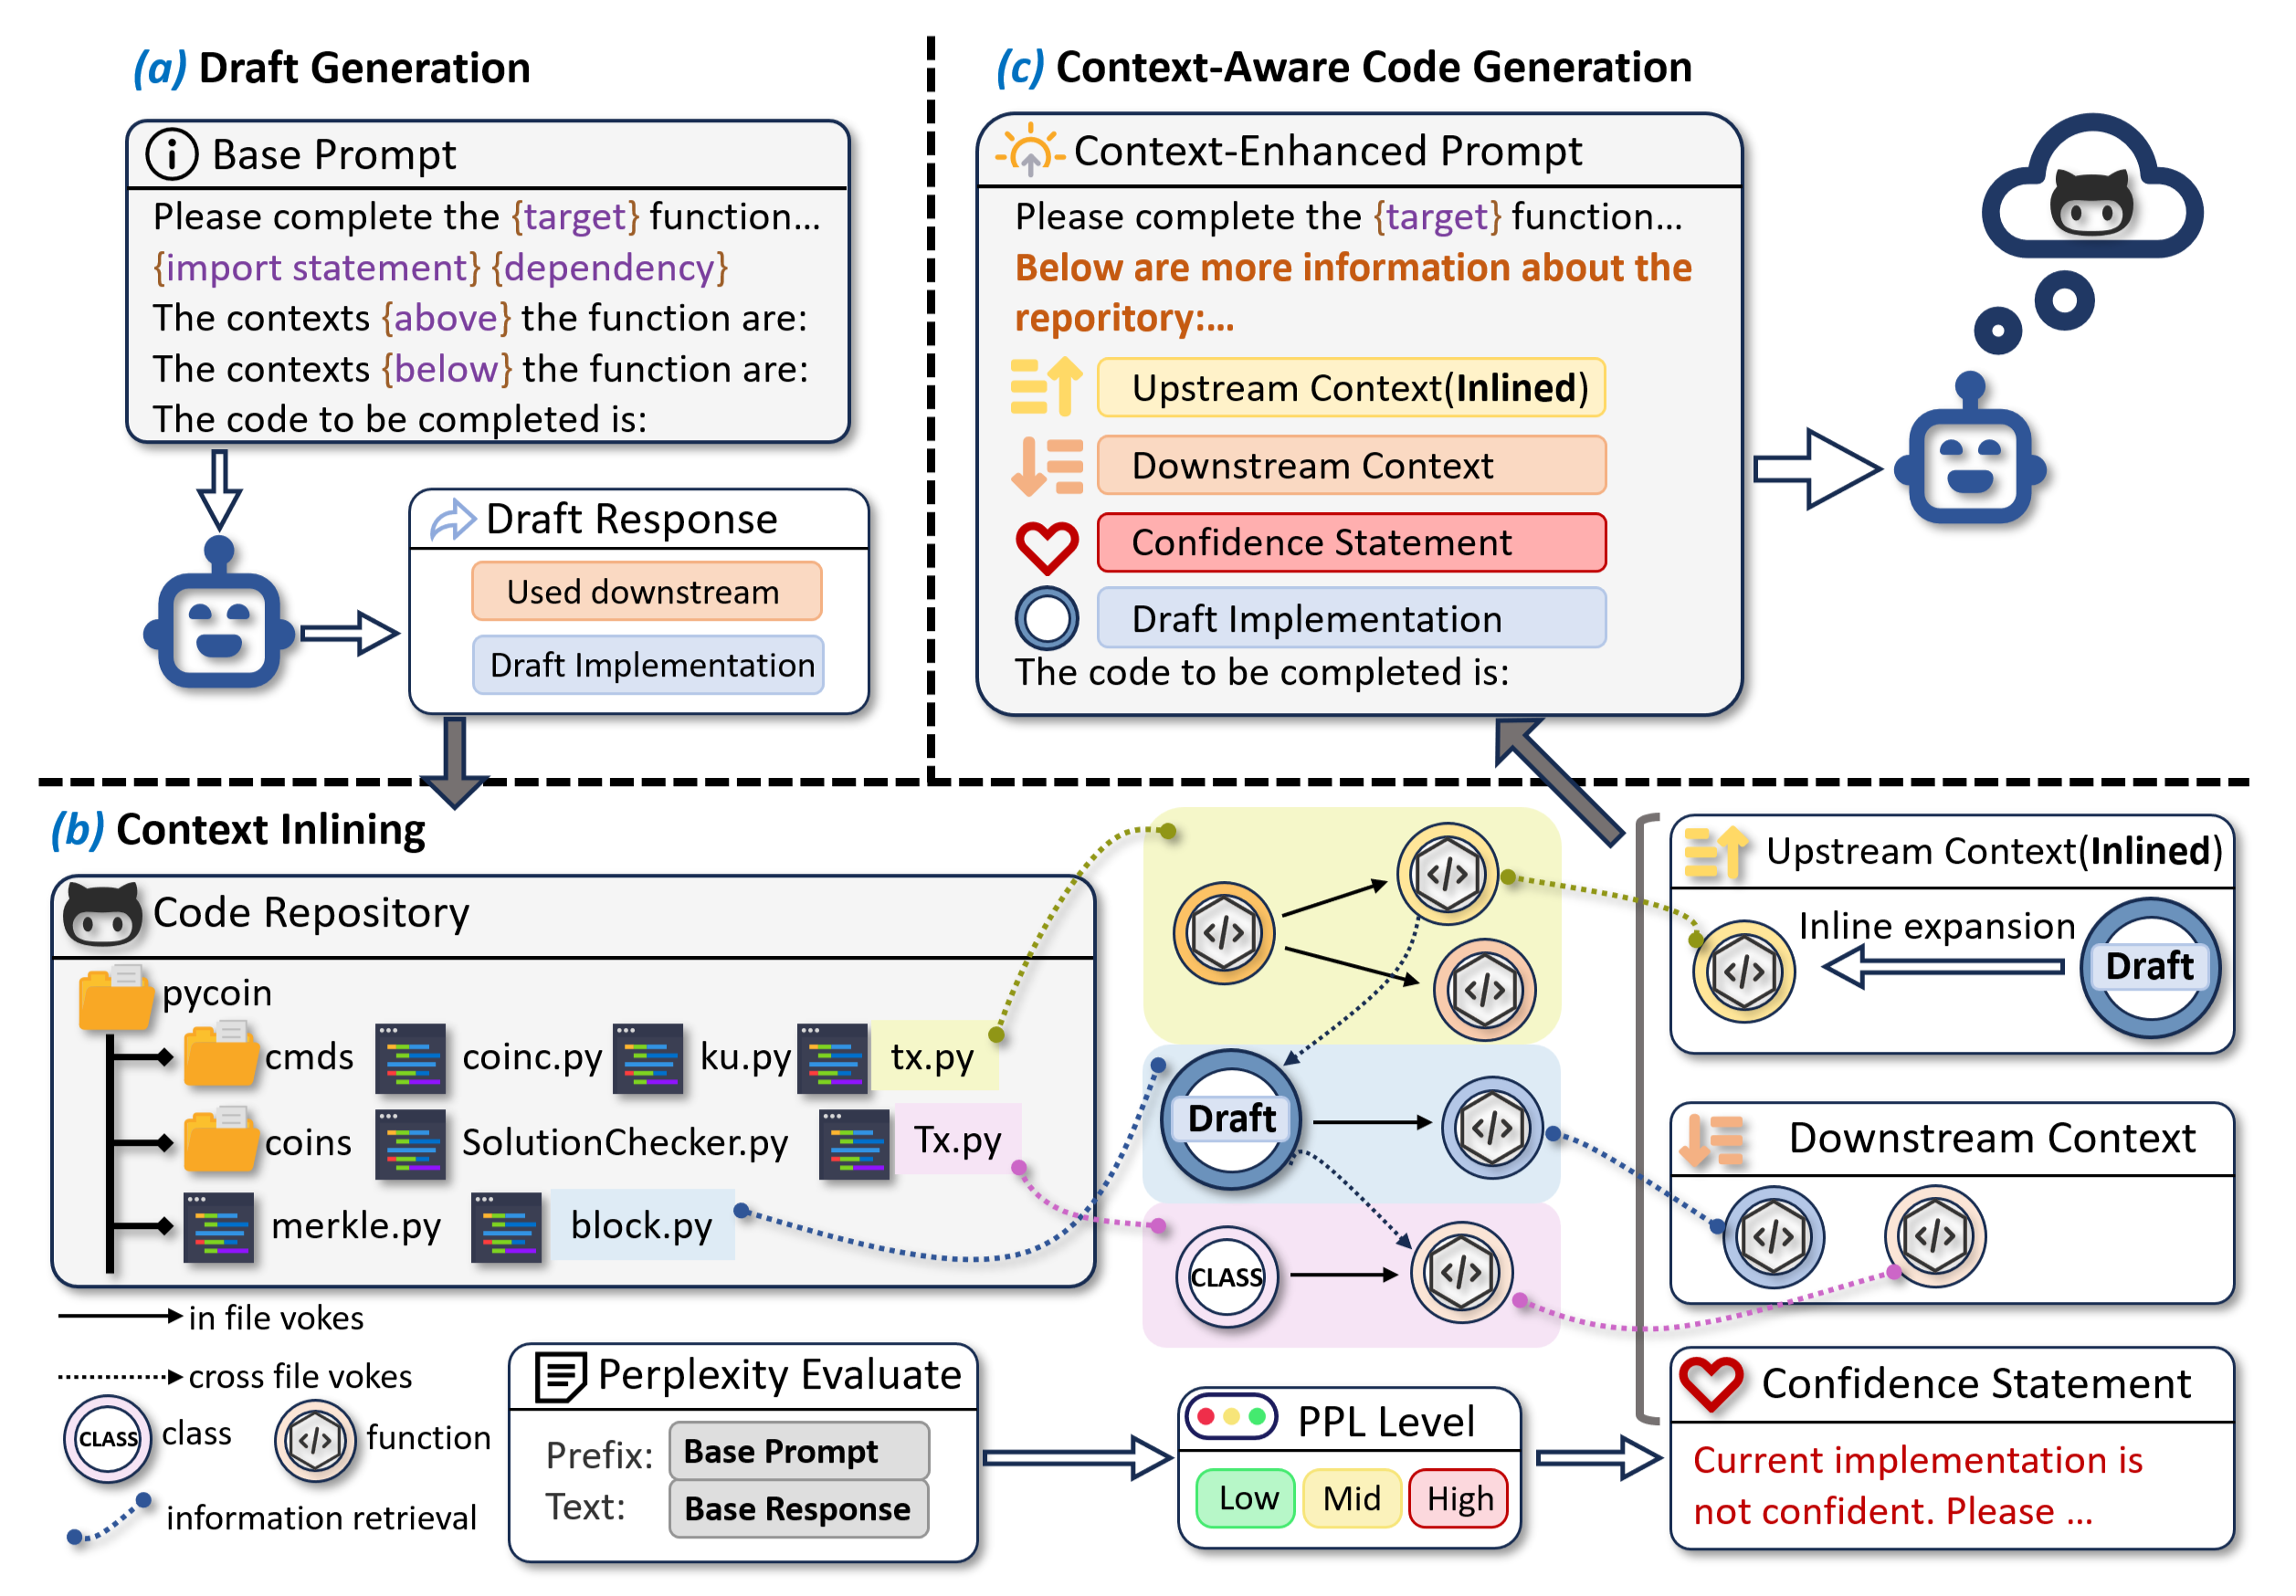 (a) Draft Generation
Base Prompt
Please complete the {target} function...
{import statement} {dependency}
The contexts {above} the function are:
The contexts {below} the function are:
The code to be completed is:
Draft Response
Used downstream
Draft Implementation
(c) Context-Aware Code Generation
Context-Enhanced Prompt
Please complete the {target} function...
Below are more information about the
reporitory:...
Upstream Context(Inlined)
Downstream Context
Confidence Statement
Draft Implementation
The code to be completed is:
(b) Context Inlining
Code Repository
pycoin
cmds coinc.py ku.py tx.py
coins SolutionChecker.py Tx.py
merkle.py block.py
in file vokes
cross file vokes
CLASS class </> function
information retrieval
Perplexity Evaluate
Prefix: Base Prompt
Text: Base Response
</>
</>
</>
Draft
</>
CLASS
</>
PPL Level
Low Mid High
Upstream Context(Inlined)
Inline expansion
</>
Draft
Downstream Context
</> </>
Confidence Statement
Current implementation is
not confident. Please ...